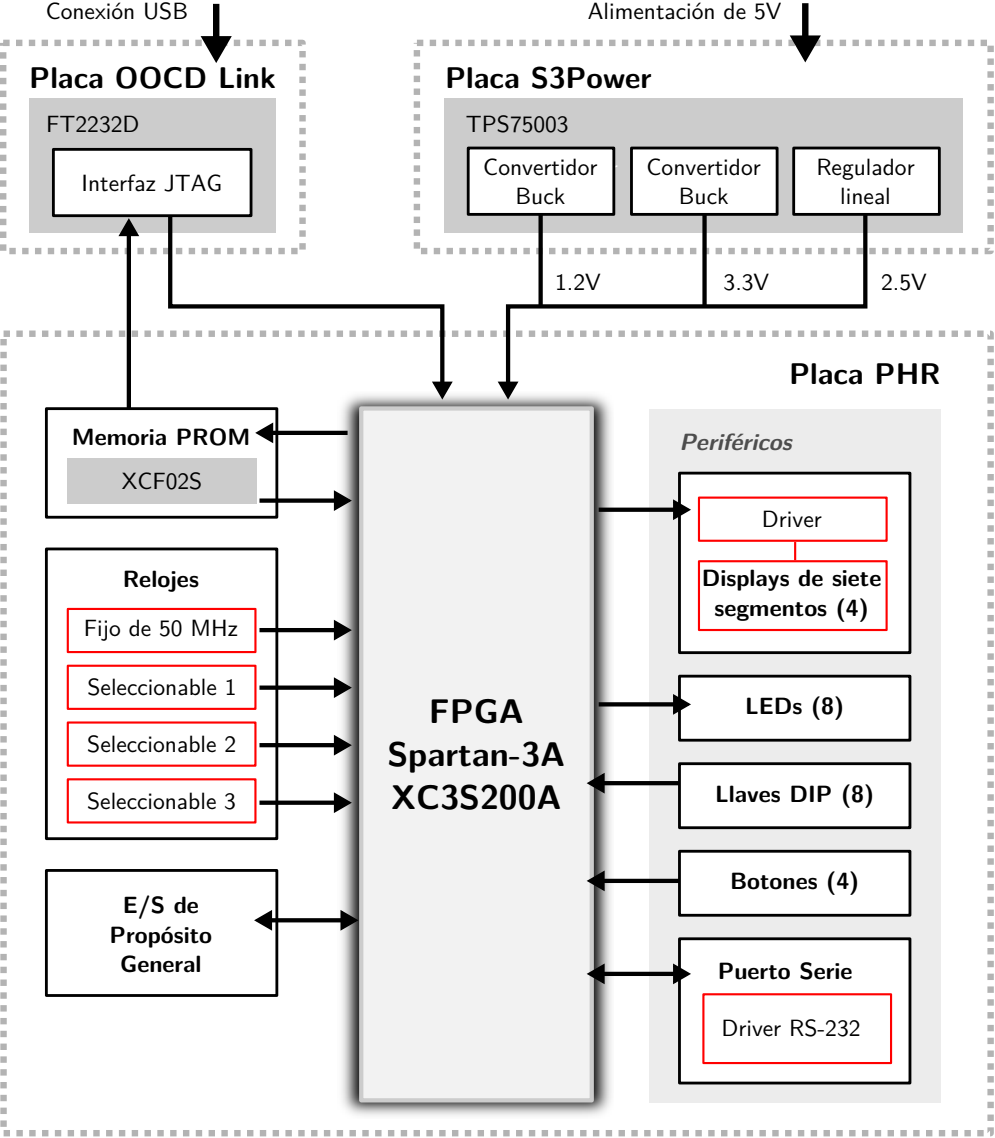 Conexión USB
Alimentación de 5V
Placa OOCD Link
FT2232D
Interfaz JTAG
Placa S3Power
TPS75003
Convertidor
Buck
Convertidor
Buck
Regulador
lineal
1.2V
3.3V
2.5V
Placa PHR
Memoria PROM
XCF02S
Relojes
Fijo de 50 MHz
Seleccionable 1
Seleccionable 2
Seleccionable 3
E/S de
Propósito
General
FPGA
Spartan-3A
XC3S200A
Periféricos
Driver
Displays de siete
segmentos (4)
LEDs (8)
Llaves DIP (8)
Botones (4)
Puerto Serie
Driver RS-232